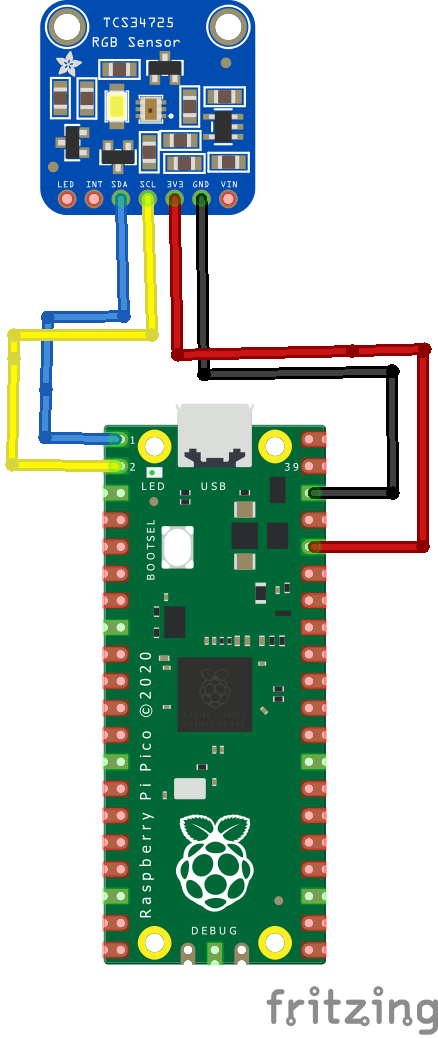 TCS34725
RGB Sensor
LED INT SDA SCL 3V3 GND VIN
1
2
39
LED
USB
BOOTSEL
Raspberry Pi Pico ©2020
DEBUG
fritzing